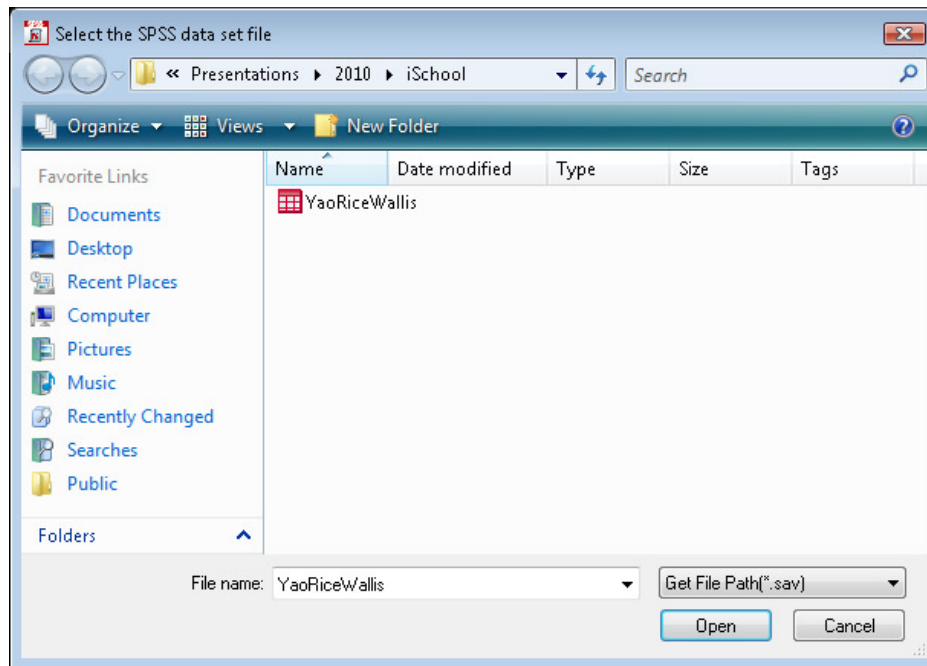 Select the SPSS data set file
« Presentations ▸ 2010 ▸ iSchool
Search
Organize
Views
New Folder
Favorite Links
Name
Date modified
Type
Size
Tags
YaoRiceWallis
Documents
Desktop
Recent Places
Computer
Pictures
Music
Recently Changed
Searches
Public
Folders
File name: YaoRiceWallis
Get File Path(*.sav)
Open
Cancel